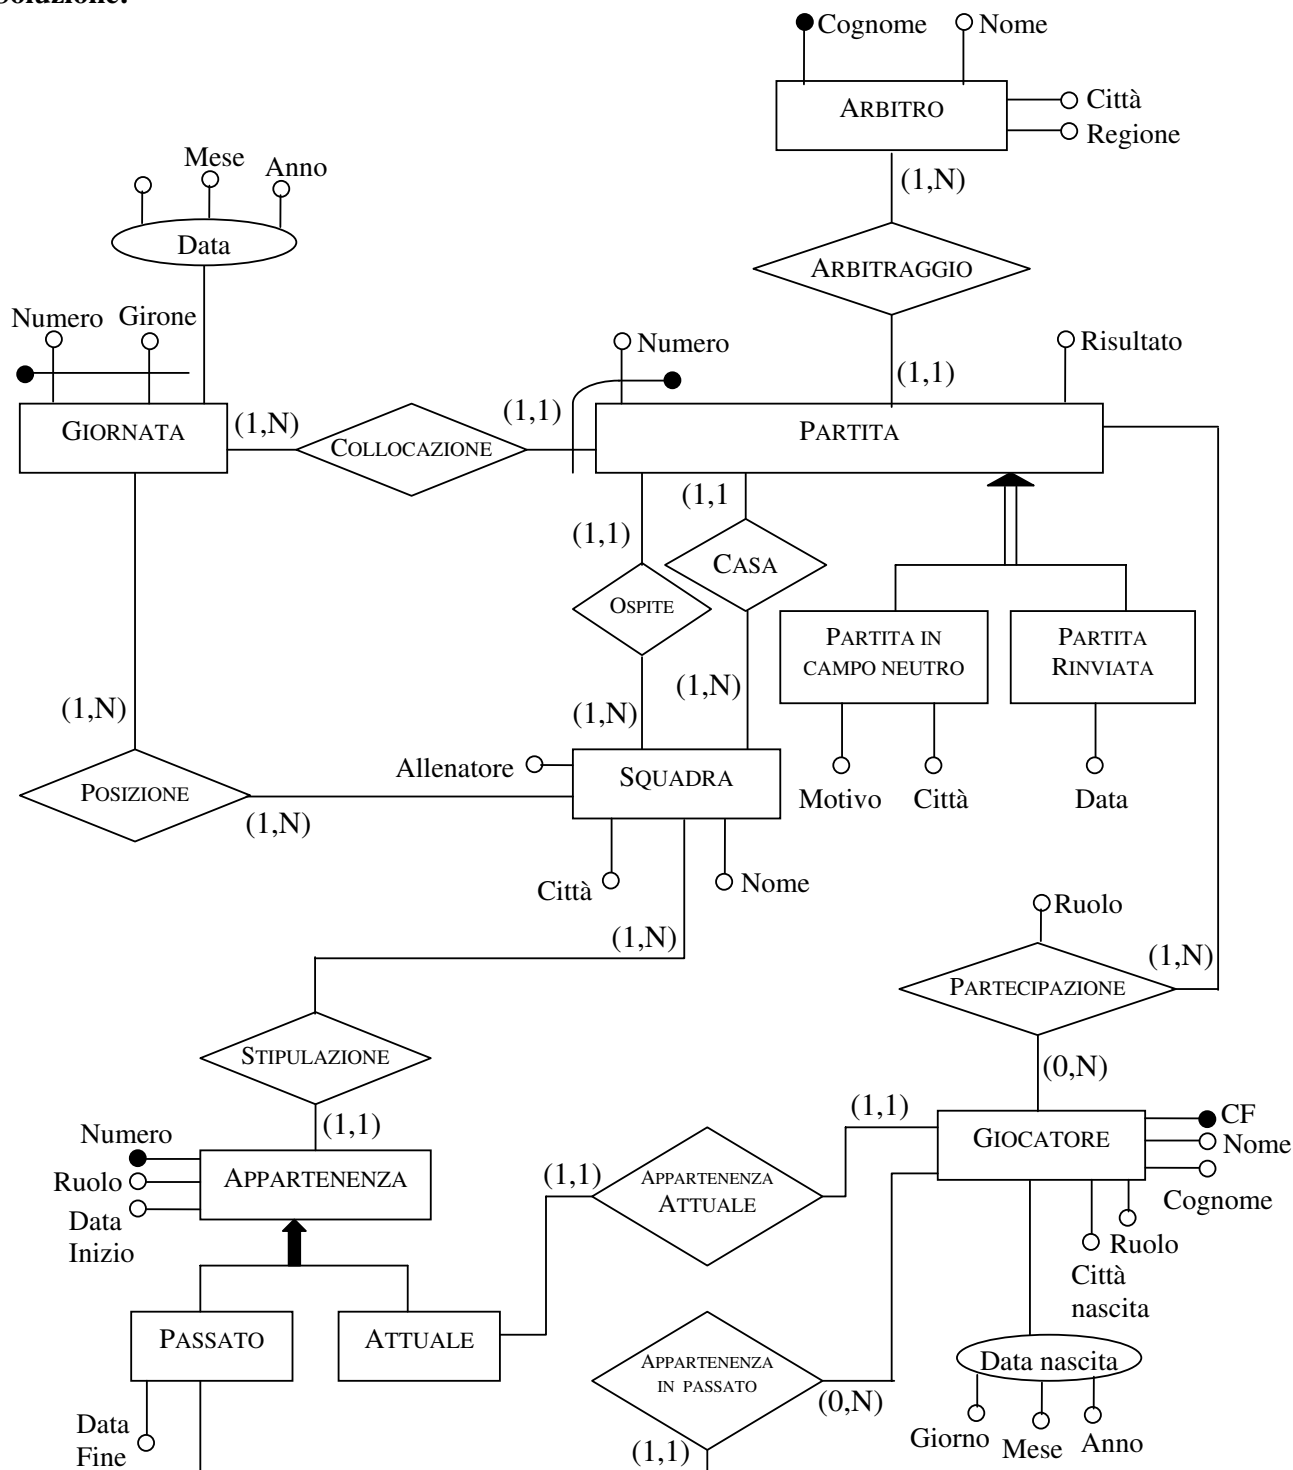 Soluzione:
Cognome
Nome
ARBITRO
Città
Regione
(1,N)
Mese
Anno
Data
ARBITRAGGIO
Numero
Girone
Numero
Risultato
(1,1)
GIORNATA
(1,N)
COLLOCAZIONE
(1,1)
PARTITA
(1,1
(1,1)
CASA
OSPITE
PARTITA IN
CAMPO NEUTRO
PARTITA
RINVIATA
(1,N)
(1,N)
(1,N)
Allenatore
SQUADRA
POSIZIONE
(1,N)
Motivo
Città
Data
Città
Nome
Ruolo
(1,N)
(1,N)
PARTECIPAZIONE
STIPULAZIONE
(0,N)
(1,1)
(1,1)
CF
Numero
GIOCATORE
Nome
Ruolo
APPARTENENZA
(1,1)
APPARTENENZA
ATTUALE
Cognome
Data
Inizio
Ruolo
Città
nascita
PASSATO
ATTUALE
APPARTENENZA
IN PASSATO
Data nascita
(0,N)
Data
Fine
(1,1)
Giorno
Mese
Anno